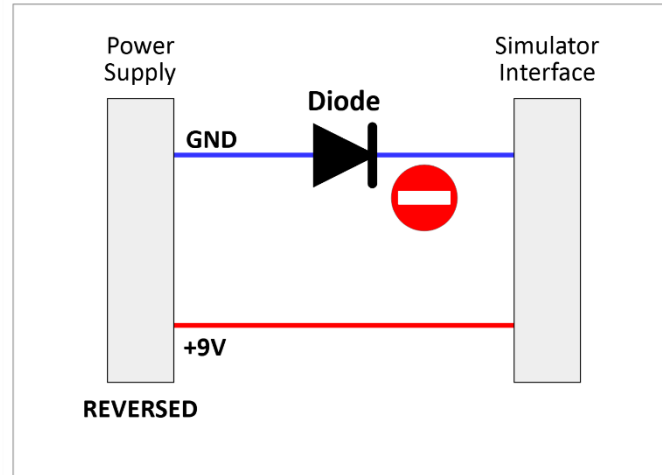 Power
Supply
Simulator
Interface
Diode
GND
+9V
REVERSED